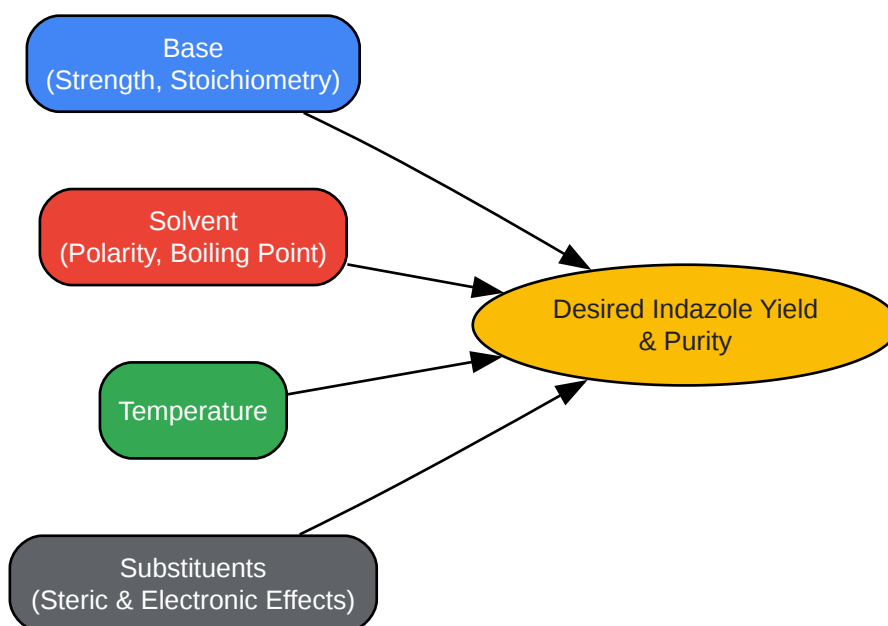 Base
(Strength, Stoichiometry)
Solvent
(Polarity, Boiling Point)
Desired Indazole Yield
& Purity
Temperature
Substituents
(Steric & Electronic Effects)